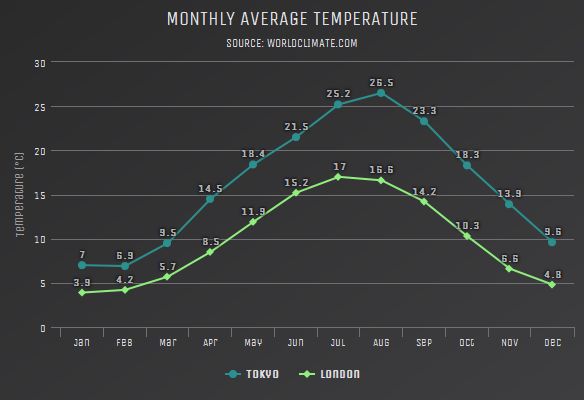 MONTHLY AVERAGE TEMPERATURE
SOURCE: WORLDCLIMATE.COM
Temperature (°C)
30
25
20
15
10
5
0
7 6.9 9.5 14.5 18.4 21.5 25.2 26.5 23.3 18.3 13.9 9.6
3.9 4.2 5.7 8.5 11.9 15.2 17 16.6 14.2 10.3 6.6 4.8
Jan Feb Mar Apr May Jun Jul Aug Sep Oct Nov Dec
TOKYO LONDON